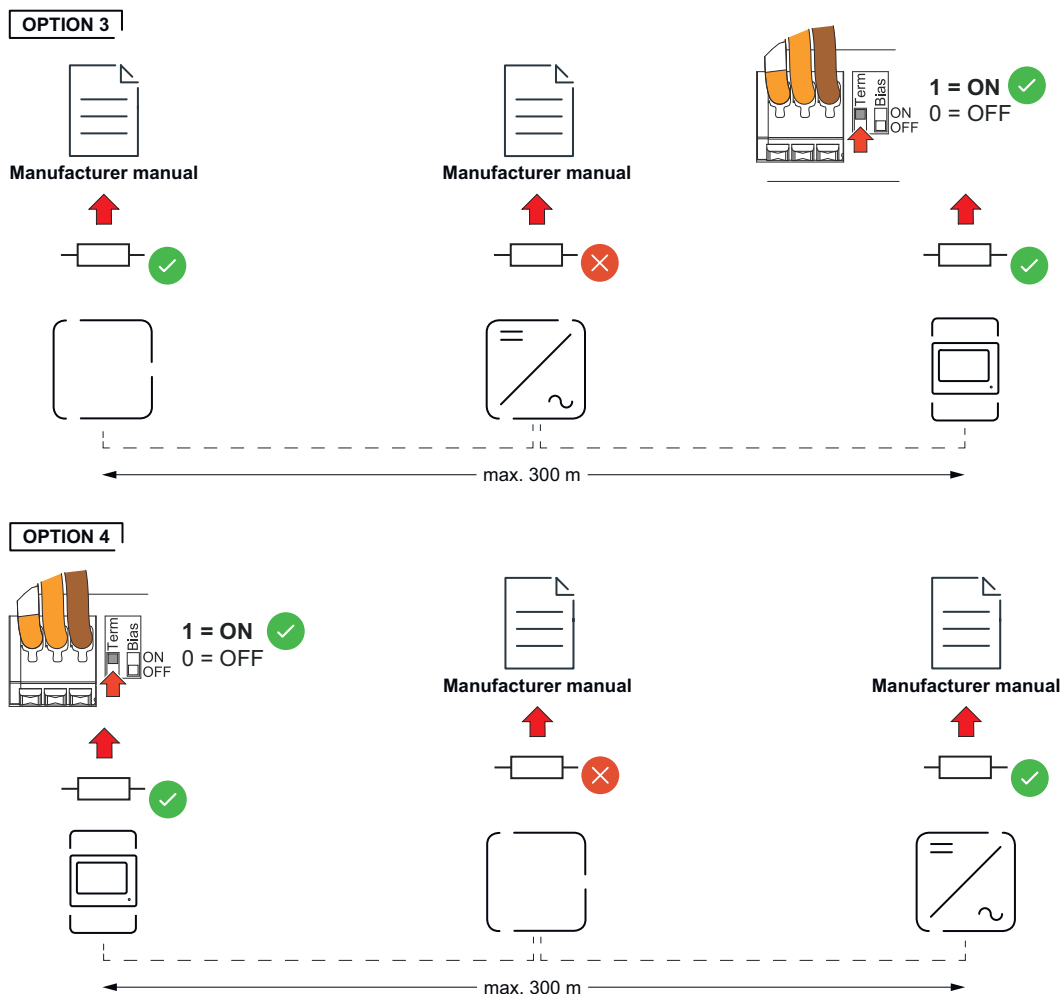 OPTION 3
Term
Bias
ON
OFF
1 = ON
0 = OFF
Manufacturer manual
Manufacturer manual
max. 300 m
OPTION 4
Term
Bias
ON
OFF
1 = ON
0 = OFF
Manufacturer manual
Manufacturer manual
max. 300 m